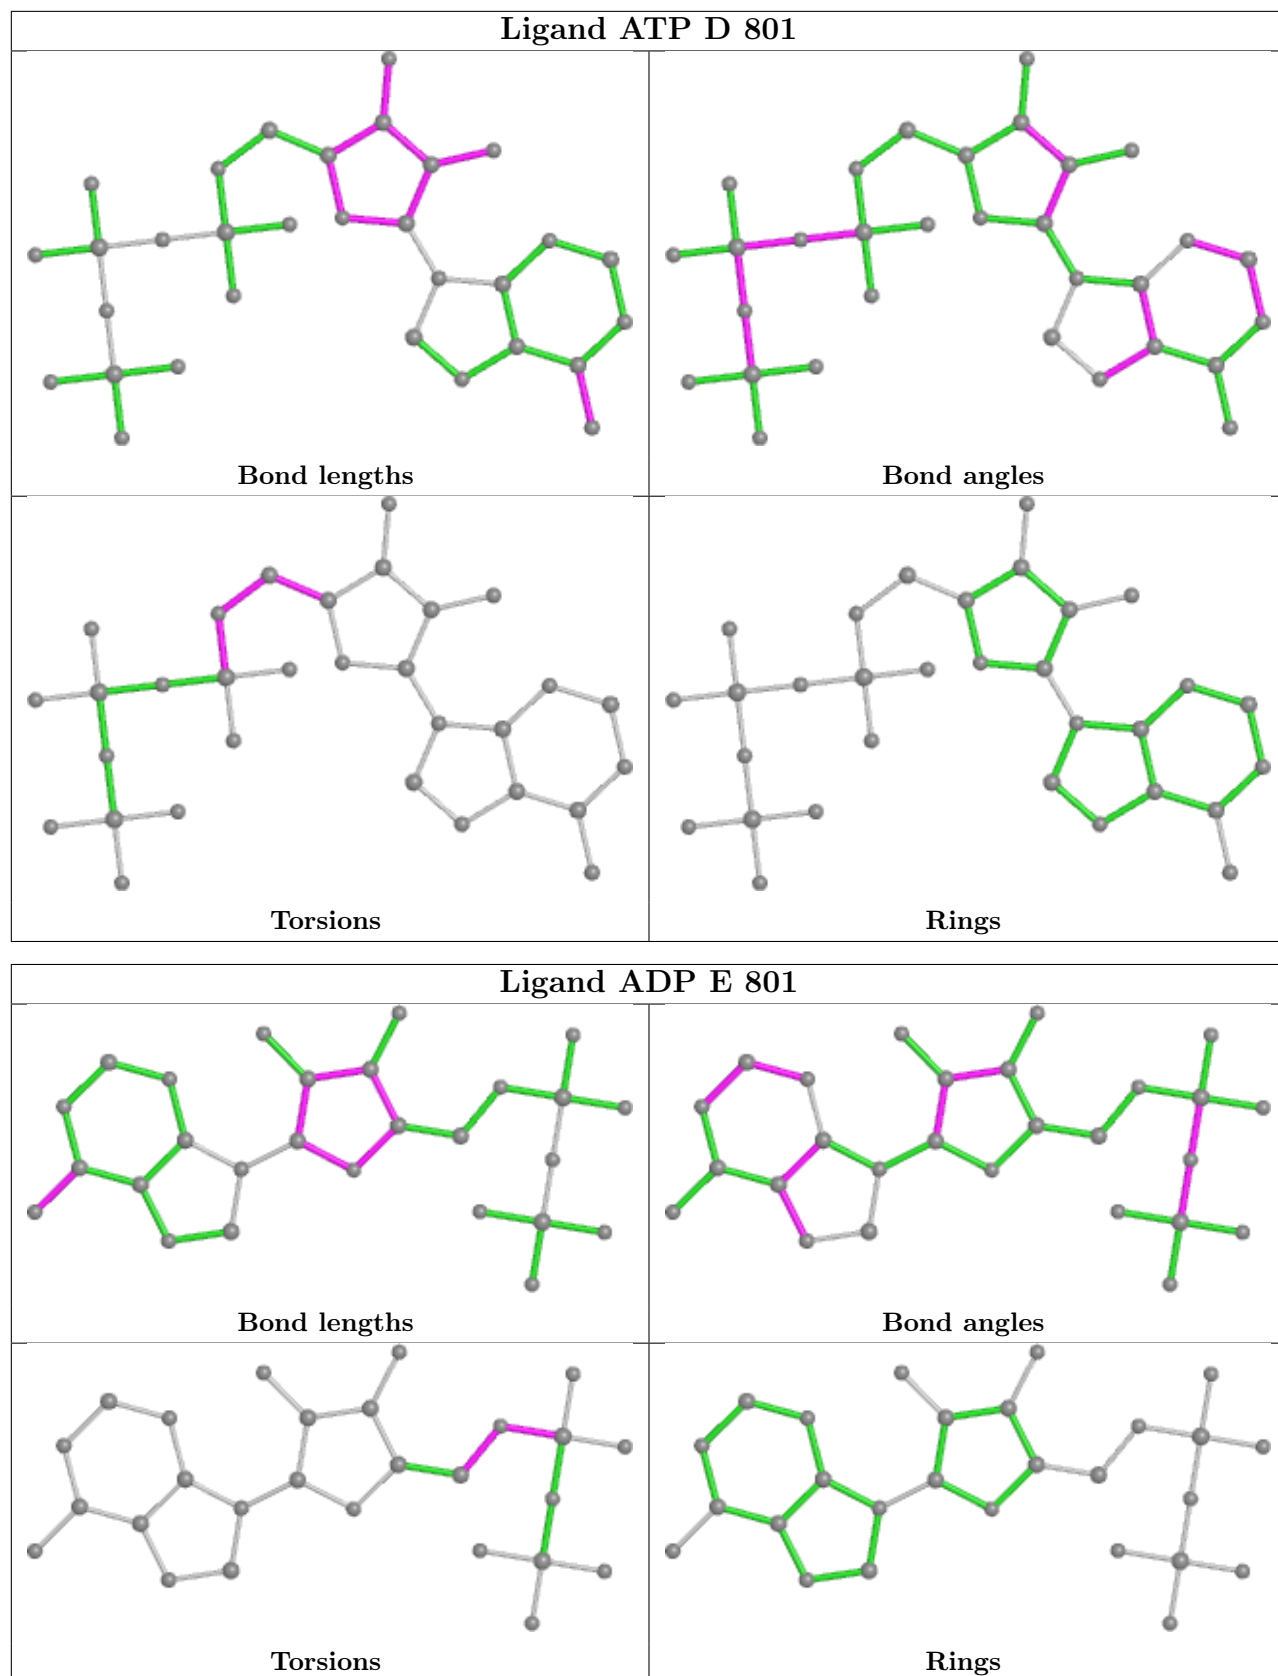 Ligand ATP D 801
Bond lengths
Bond angles
Torsions
Rings
Ligand ADP E 801
Bond lengths
Bond angles
Torsions
Rings